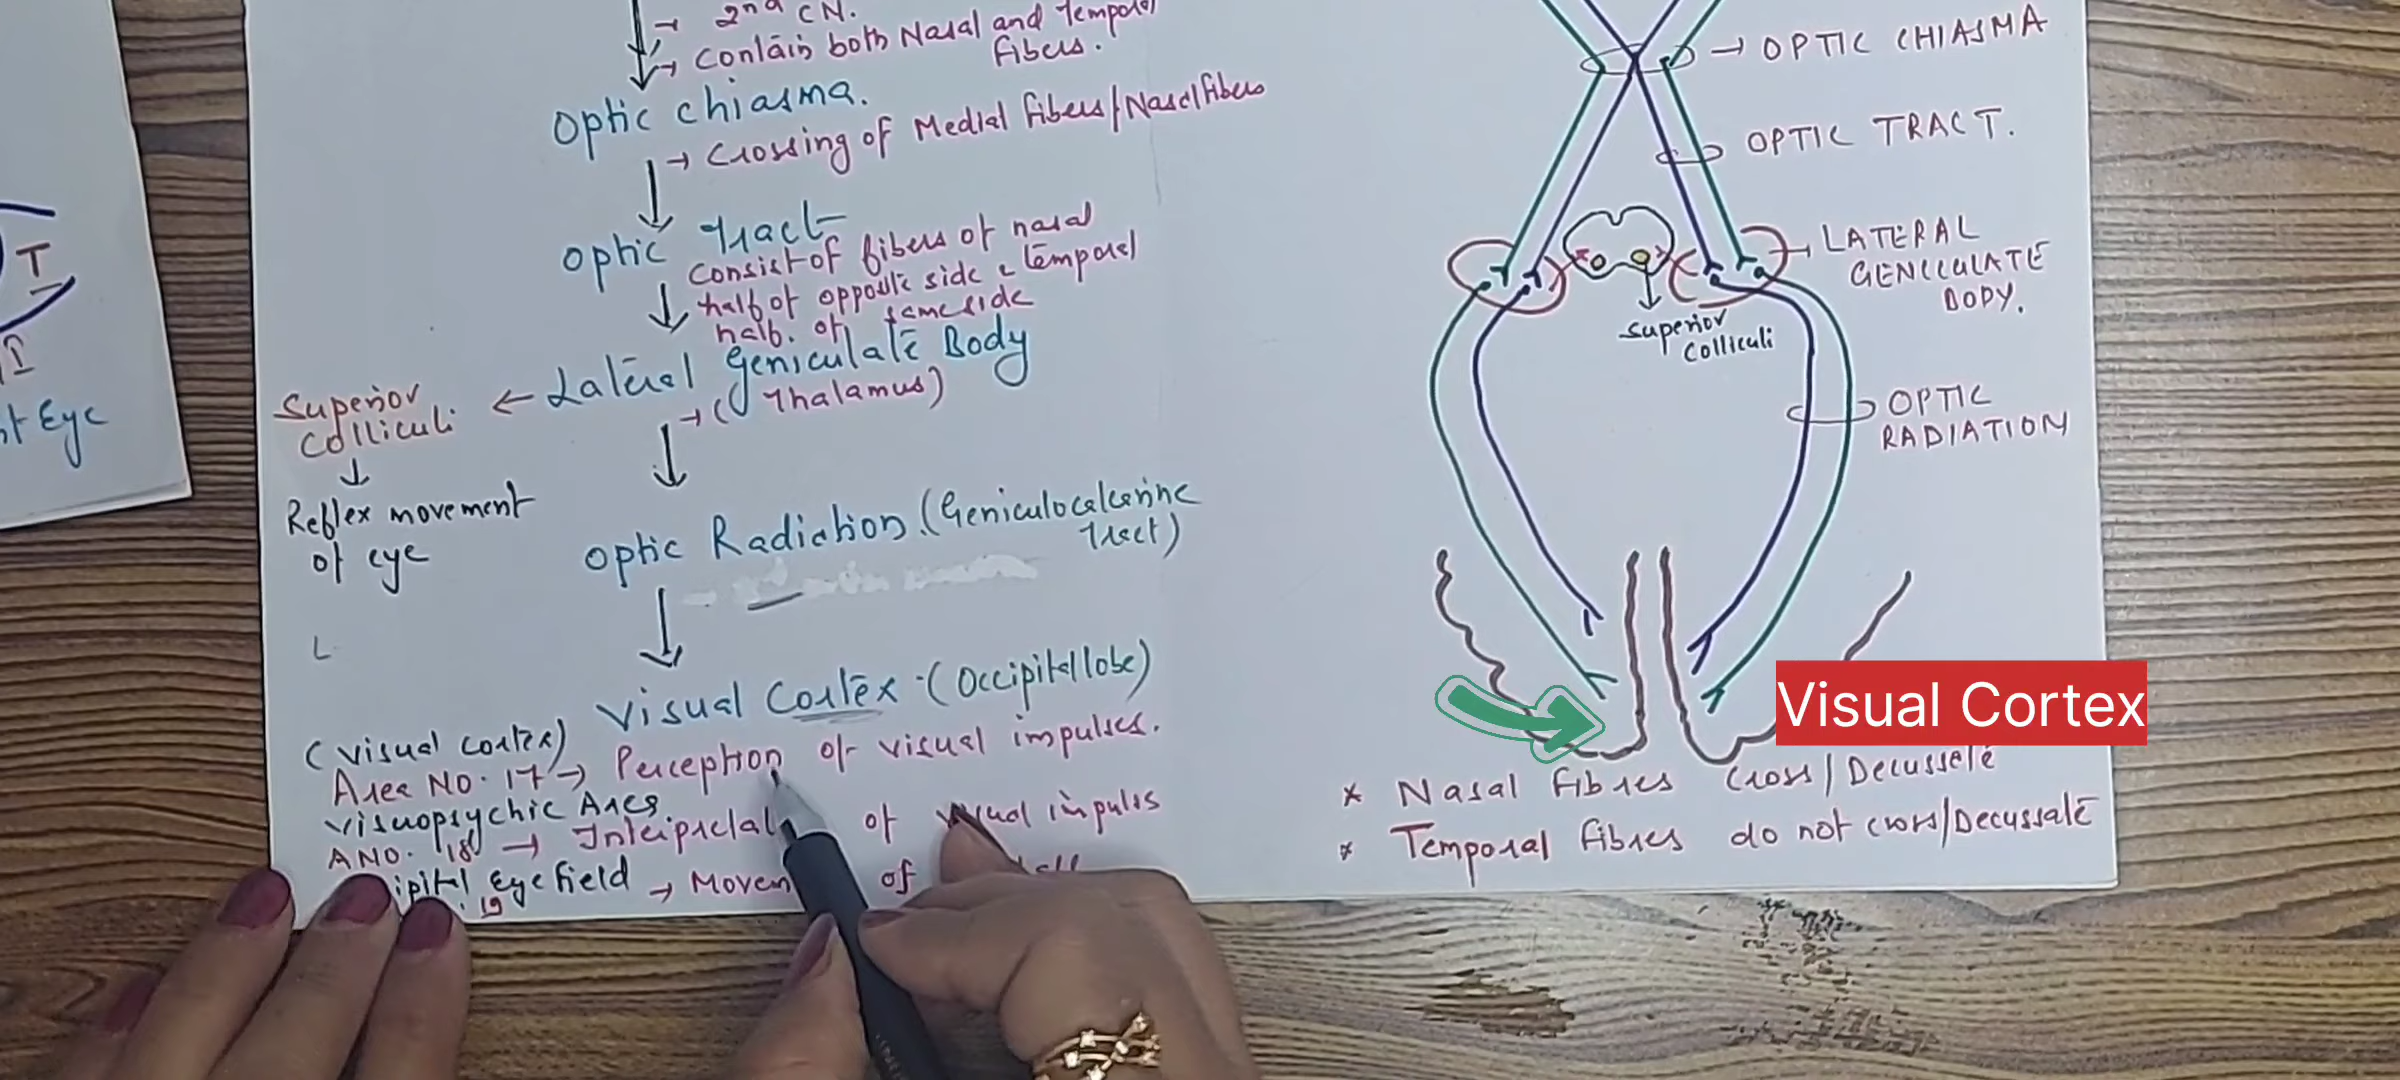 → 2nd CN.
→ Contain both Nasal and Temporal
fibers.
Optic chiasma.
→ Crossing of Medial fibers/Nasal fibers
Optic Tract
consist of fibers of nasal
half of opposite side & temporal
half. of same side
Superior
Colliculi
← Lateral Geniculate Body
→ (Thalamus)
↓
Reflex movement
of eye
Optic Radiation. (Geniculocalcarine
Tract)
Visual Cortex. (Occipital lobe)
(Visual cortex)
Area NO. 17 → Perception of visual impulses.
Visuopsychic Area.
ANO. 18 →
of visual impulse
Eye field →
of
19
T
I
Eye
→ OPTIC CHIASMA
OPTIC TRACT.
LATERAL
GENICULATE
BODY.
Superior
Colliculi
OPTIC
RADIATION
Visual Cortex
* Nasal fibres Cross/Decussate
* Temporal fibres do not cross/Decussate